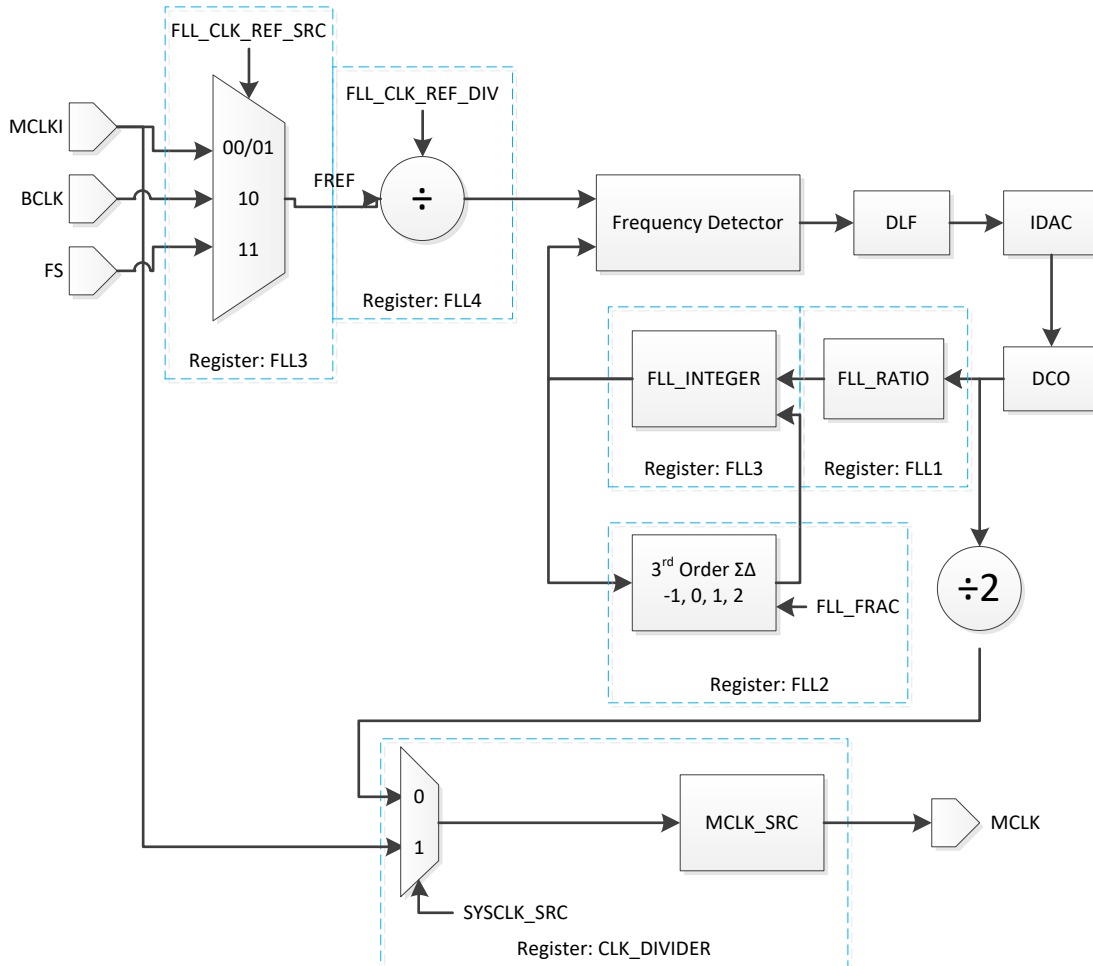 FLL_CLK_REF_SRC
FLL_CLK_REF_DIV
MCLKI
BCLK
FS
00/01
10
11
FREF
÷
Register: FLL3
Register: FLL4
Frequency Detector
DLF
IDAC
DCO
FLL_INTEGER
FLL_RATIO
Register: FLL3
Register: FLL1
3rd Order ΣΔ
-1, 0, 1, 2
FLL_FRAC
Register: FLL2
÷2
0
1
MCLK_SRC
MCLK
SYSCLK_SRC
Register: CLK_DIVIDER